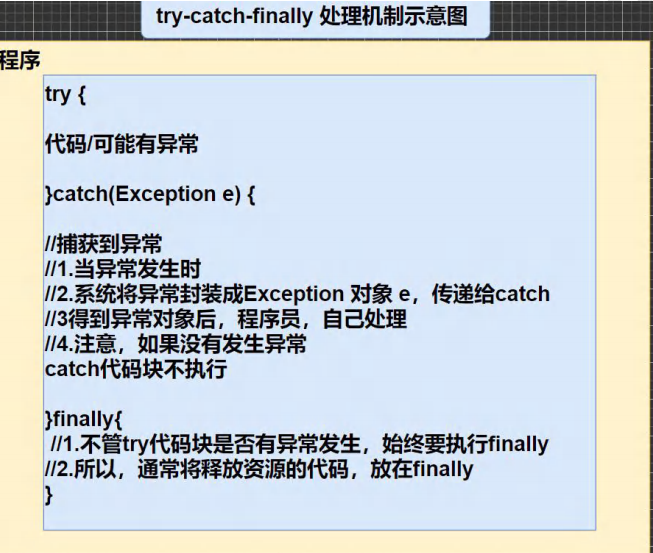 try-catch-finally 处理机制示意图
程序
try {
代码/可能有异常
}catch(Exception e) {
//捕获到异常
//1.当异常发生时
//2.系统将异常封装成Exception 对象 e，传递给catch
//3得到异常对象后，程序员，自己处理
//4.注意，如果没有发生异常
catch代码块不执行
}finally{
//1.不管try代码块是否有异常发生，始终要执行finally
//2.所以，通常将释放资源的代码，放在finally
}